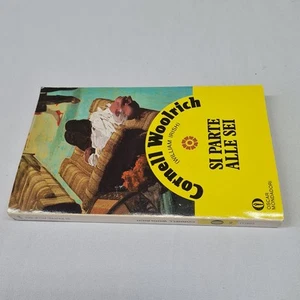 Cornell Woolrich
(WILLIAM IRISH)
SI PARTE
ALLE SEI
OSCAR
MONDADORI